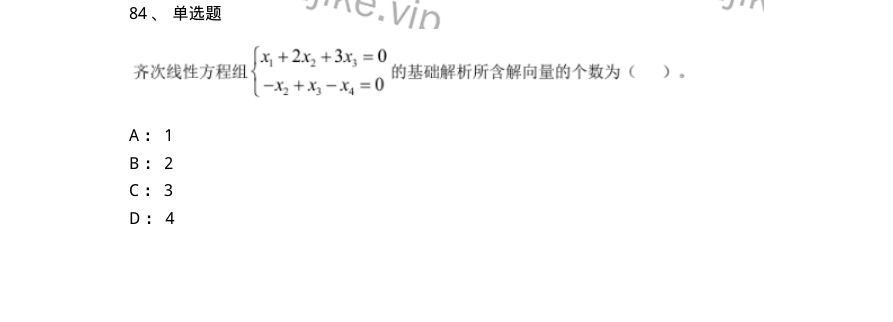 84、 单选题
齐次线性方程组{x₁+2x₂+3x₃=0
−x₂+x₃−x₄=0 的基础解析所含解向量的个数为（    ）。
A： 1
B： 2
C： 3
D： 4